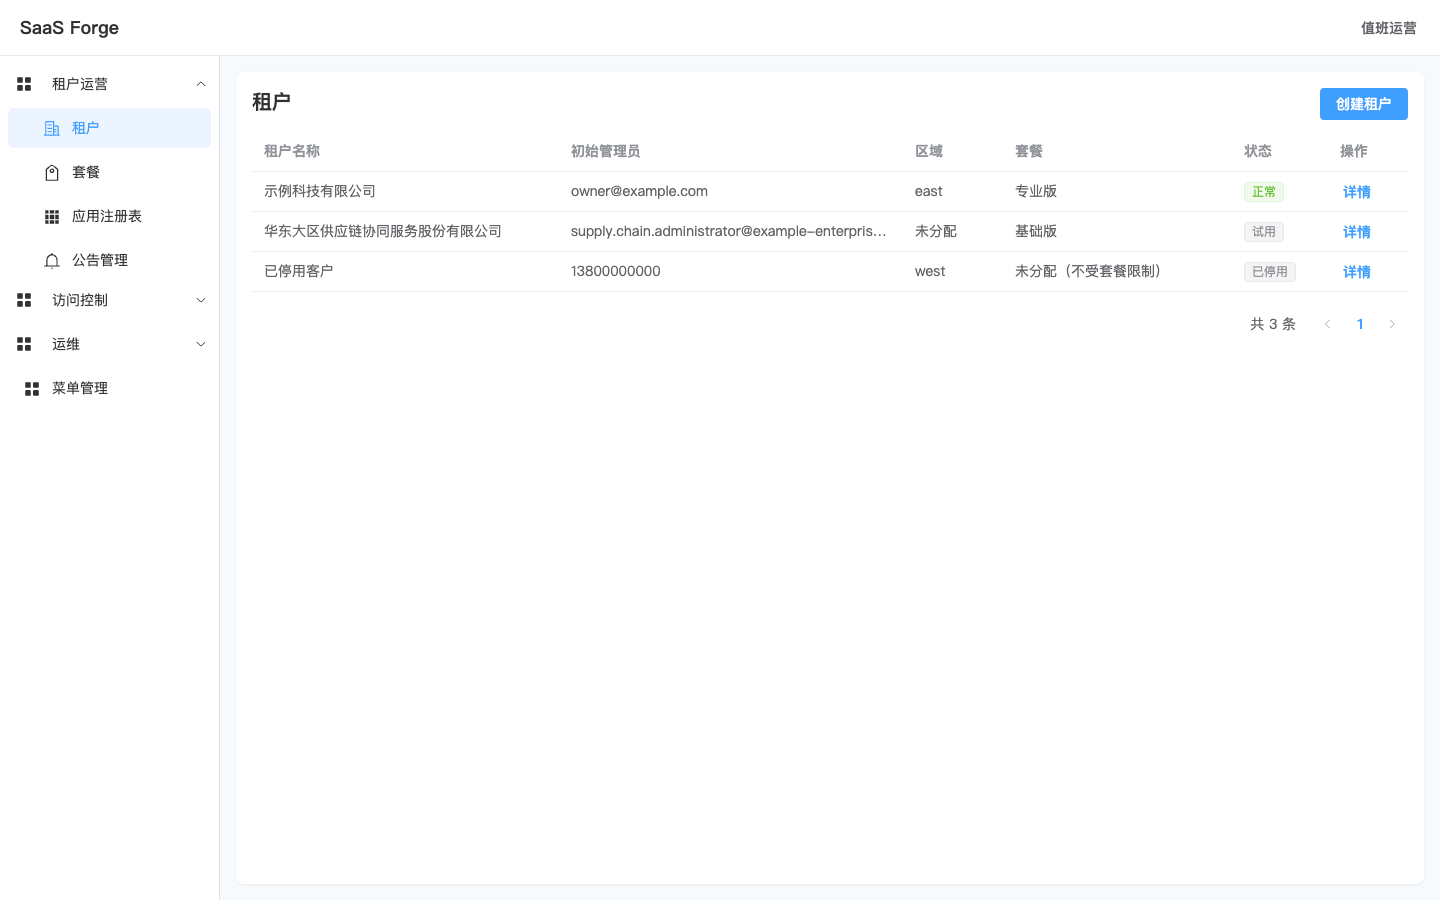 SaaS Forge
值班运营
租户运营
租户
套餐
应用注册表
公告管理
访问控制
运维
菜单管理
租户
创建租户
租户名称 初始管理员 区域 套餐 状态 操作
示例科技有限公司 owner@example.com east 专业版 正常 详情
华东大区供应链协同服务股份有限公司 supply.chain.administrator@example-enterpris... 未分配 基础版 试用 详情
已停用客户 13800000000 west 未分配（不受套餐限制） 已停用 详情
共 3 条 1